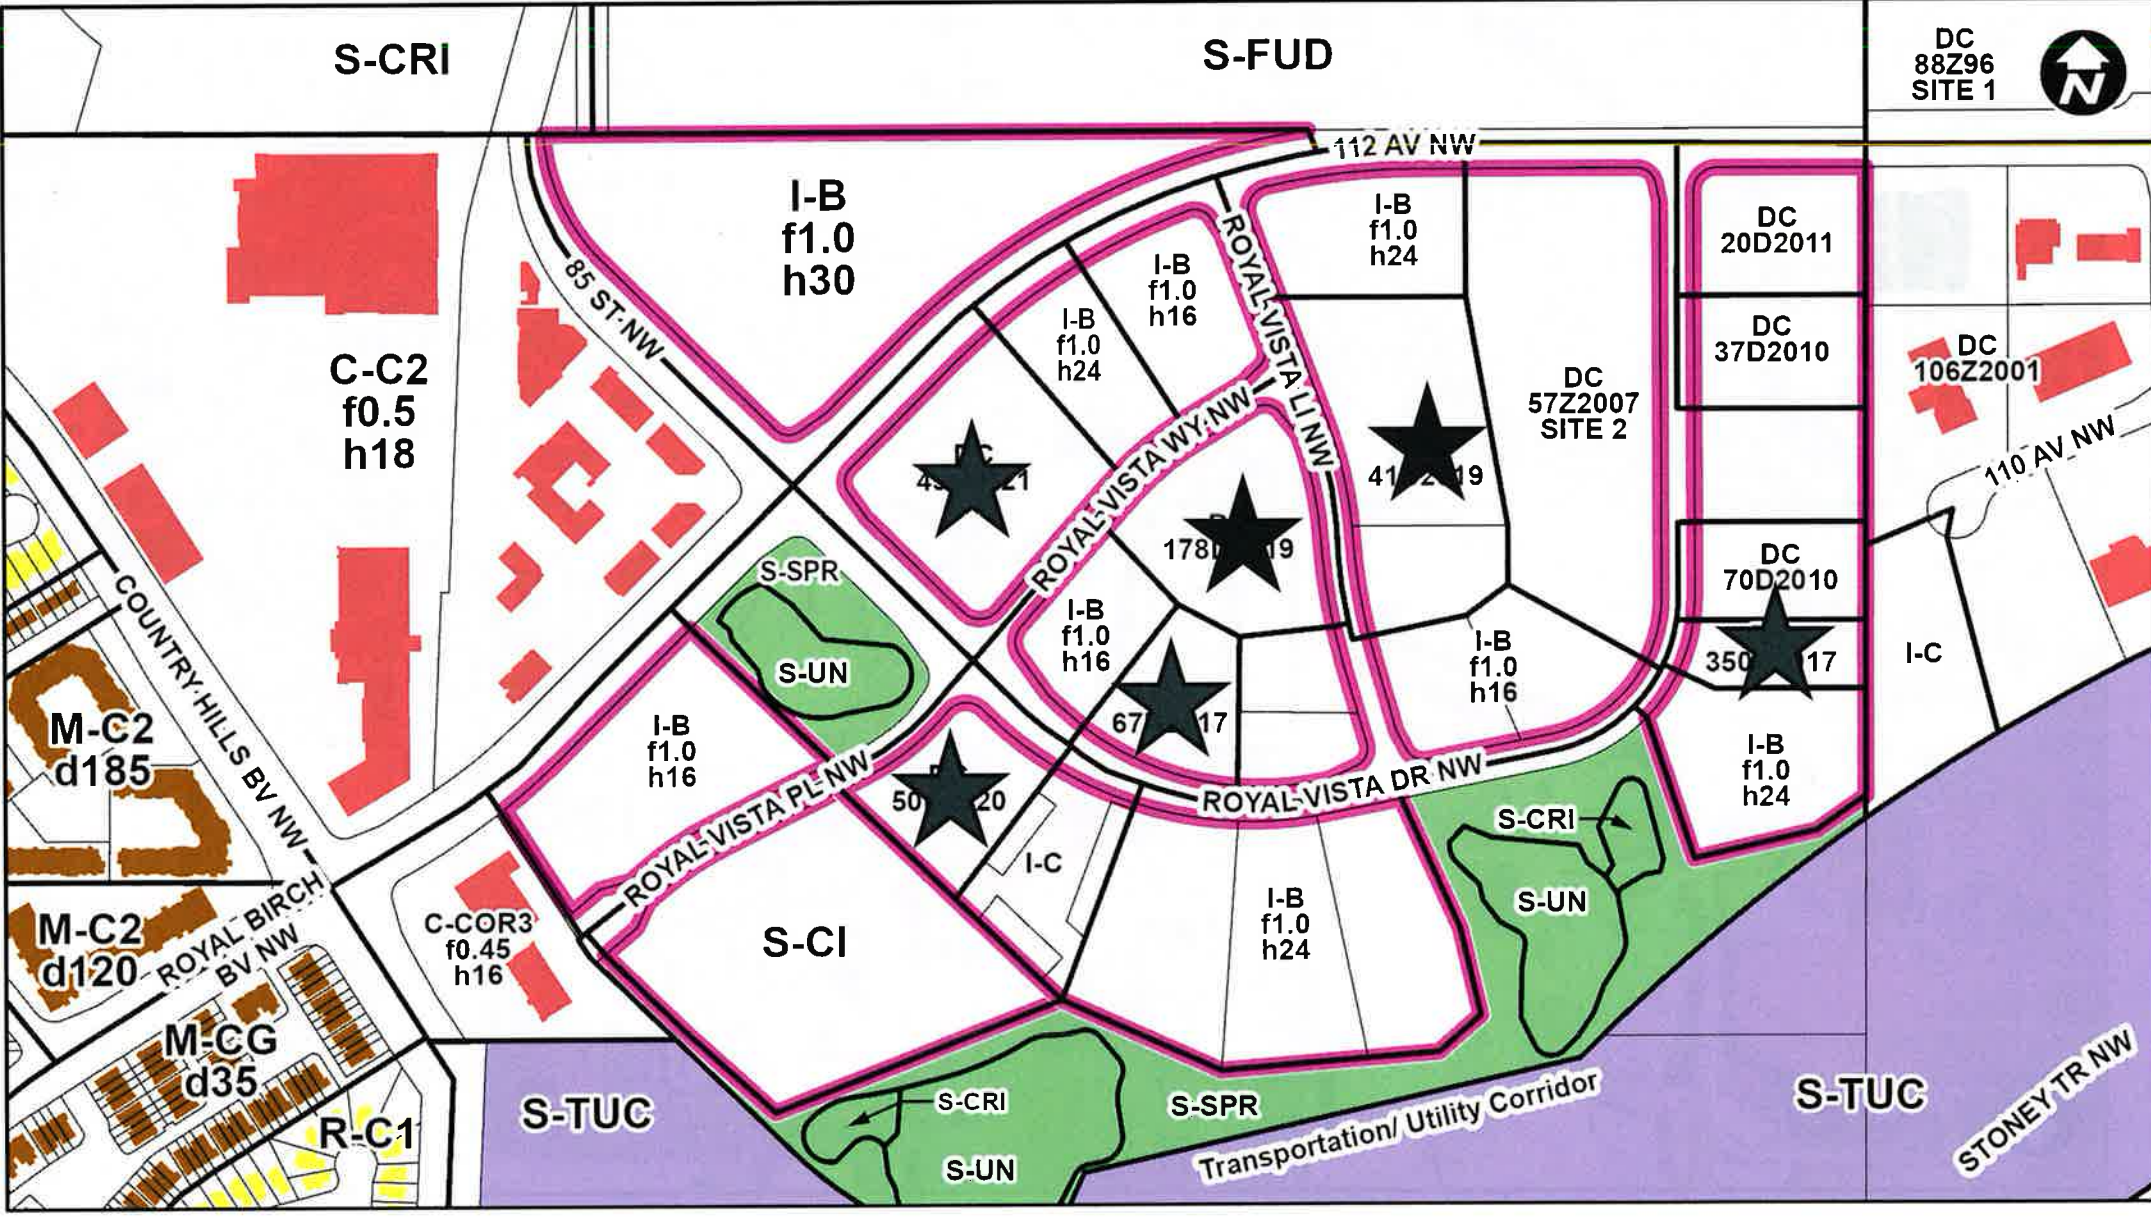 S-CRI
S-FUD
DC
88Z96
SITE 1
N
112 AV NW
I-B
f1.0
h30
I-B
f1.0
h24
DC
20D2011
85 ST NW
ROYAL VISTA LI NW
I-B
f1.0
h16
I-B
f1.0
h24
DC
37D2010
DC
106Z2001
C-C2
f0.5
h18
DC
57Z2007
SITE 2
ROYAL VISTA WY NW
110 AV NW
S-SPR
S-UN
DC
70D2010
I-B
f1.0
h16
I-B
f1.0
h16
I-C
COUNTRY HILLS BV NW
M-C2
d185
I-B
f1.0
h16
I-B
f1.0
h24
ROYAL VISTA PL NW
ROYAL VISTA DR NW
S-CRI
S-UN
I-C
I-B
f1.0
h24
M-C2
d120
ROYAL BIRCH
BV NW
C-COR3
f0.45
h16
S-CI
M-CG
d35
R-C1
S-TUC
S-CRI
S-UN
S-SPR
Transportation/ Utility Corridor
S-TUC
STONEY TR NW